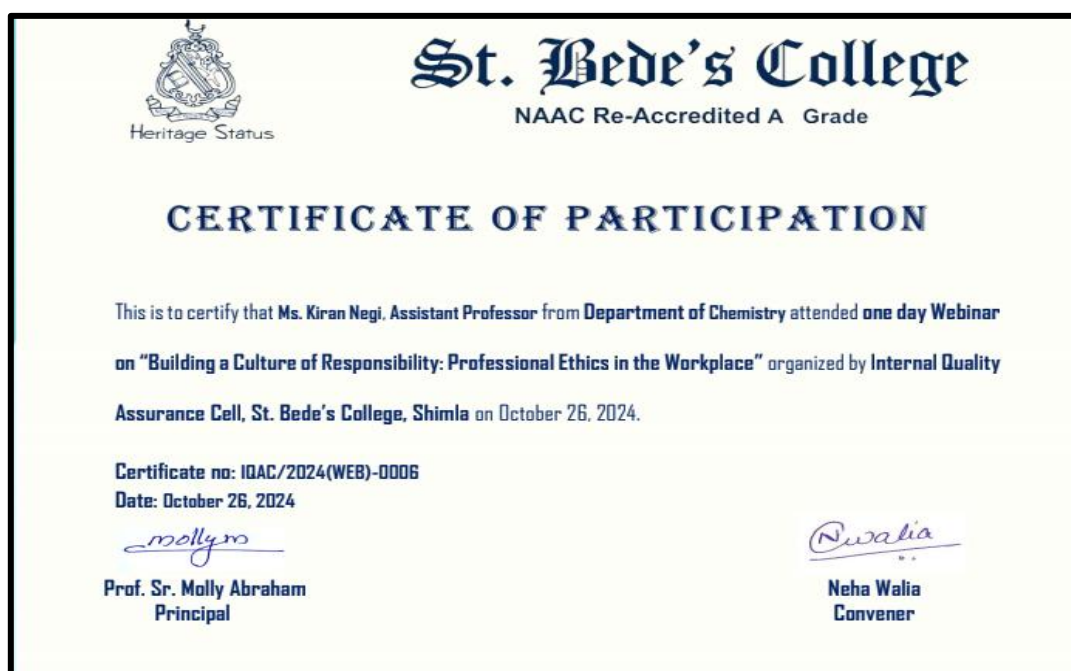 St. Bede's College
NAAC Re-Accredited A Grade
Heritage Status
CERTIFICATE OF PARTICIPATION
This is to certify that Ms. Kiran Negi, Assistant Professor from Department of Chemistry attended one day Webinar
on “Building a Culture of Responsibility: Professional Ethics in the Workplace” organized by Internal Quality
Assurance Cell, St. Bede's College, Shimla on October 26, 2024.
Certificate no: IQAC/2024(WEB)-0006
Date: October 26, 2024
mollym
Nwalia
Prof. Sr. Molly Abraham
Neha Walia
Principal
Convener